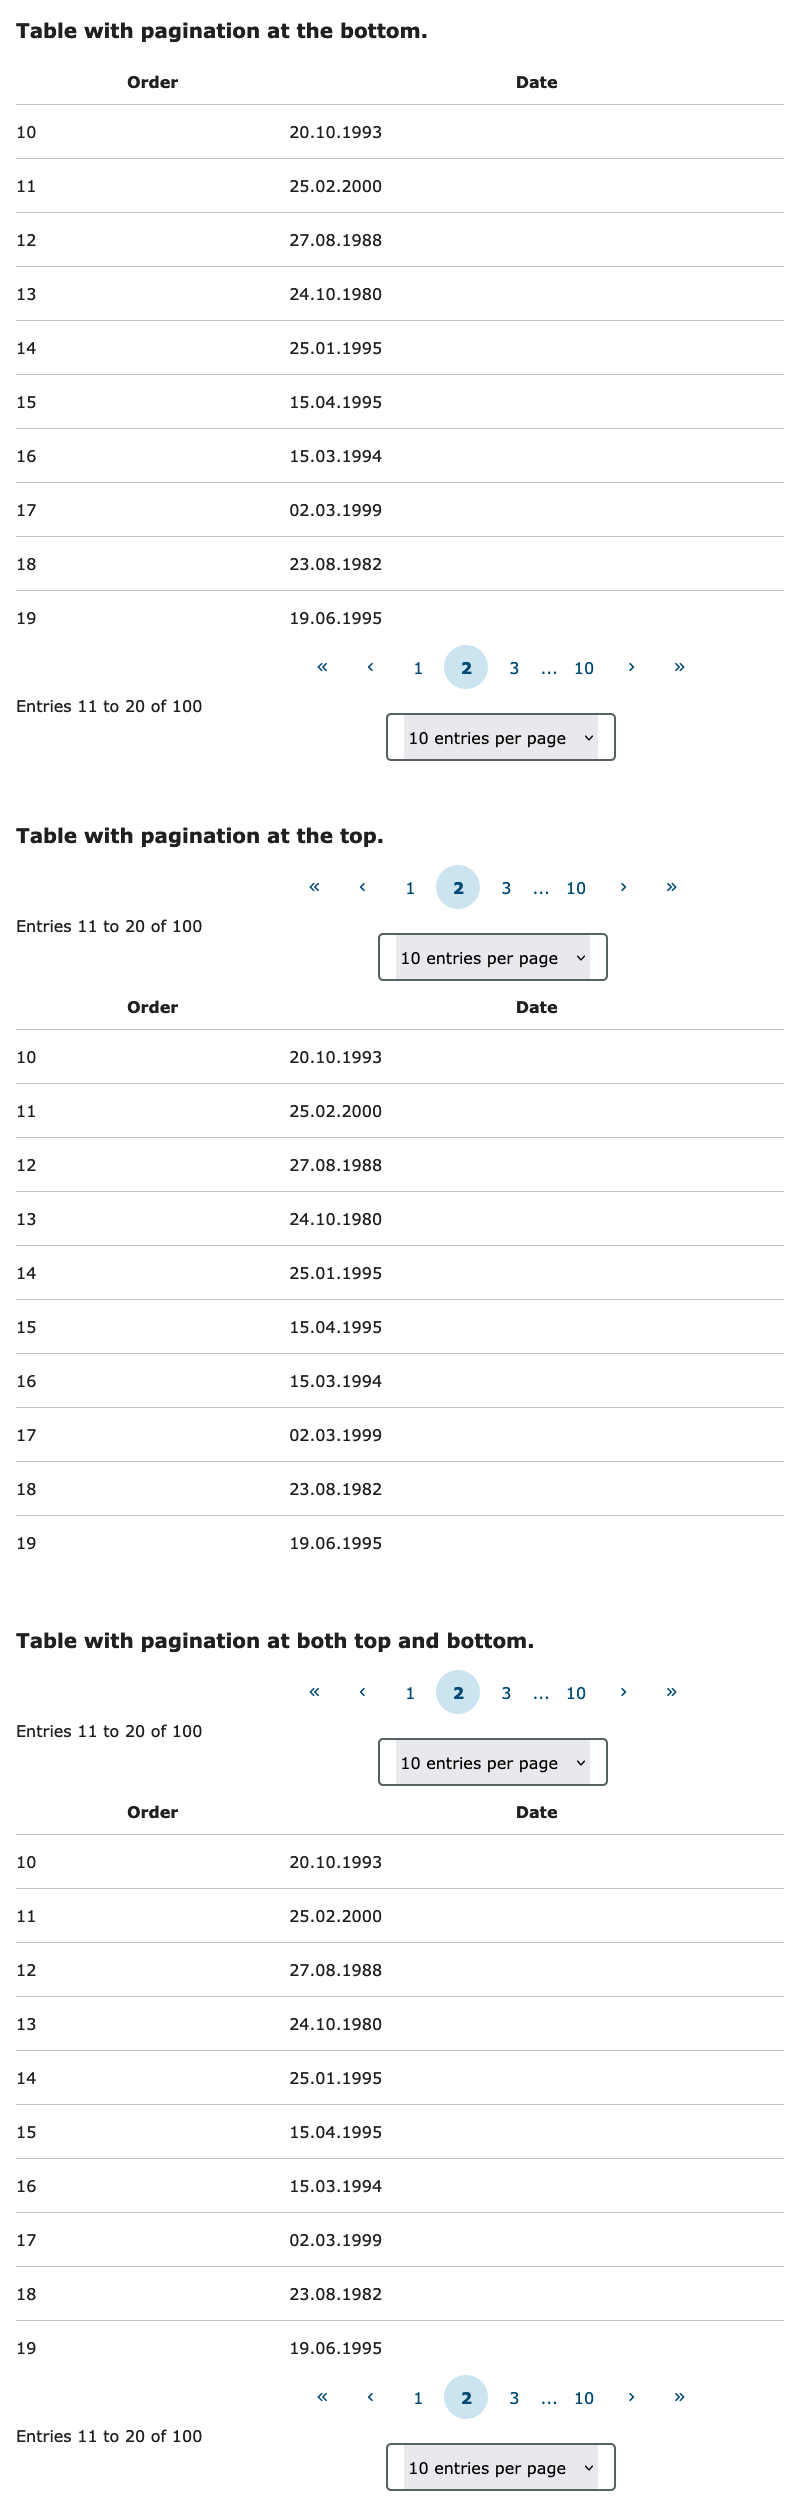 Table with pagination at the bottom.
Order Date
10 20.10.1993
11 25.02.2000
12 27.08.1988
13 24.10.1980
14 25.01.1995
15 15.04.1995
16 15.03.1994
17 02.03.1999
18 23.08.1982
19 19.06.1995
« ‹ 1 2 3 ... 10 › »
Entries 11 to 20 of 100
10 entries per page
Table with pagination at the top.
« ‹ 1 2 3 ... 10 › »
Entries 11 to 20 of 100
10 entries per page
Order Date
10 20.10.1993
11 25.02.2000
12 27.08.1988
13 24.10.1980
14 25.01.1995
15 15.04.1995
16 15.03.1994
17 02.03.1999
18 23.08.1982
19 19.06.1995
Table with pagination at both top and bottom.
« ‹ 1 2 3 ... 10 › »
Entries 11 to 20 of 100
10 entries per page
Order Date
10 20.10.1993
11 25.02.2000
12 27.08.1988
13 24.10.1980
14 25.01.1995
15 15.04.1995
16 15.03.1994
17 02.03.1999
18 23.08.1982
19 19.06.1995
« ‹ 1 2 3 ... 10 › »
Entries 11 to 20 of 100
10 entries per page